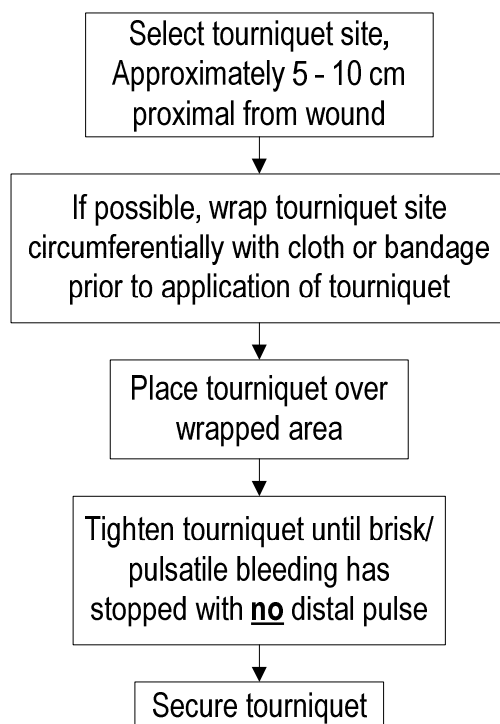 Select tourniquet site,
Approximately 5 - 10 cm
proximal from wound
If possible, wrap tourniquet site
circumferentially with cloth or bandage
prior to application of tourniquet
Place tourniquet over
wrapped area
Tighten tourniquet until brisk/
pulsatile bleeding has
stopped with no distal pulse
Secure tourniquet